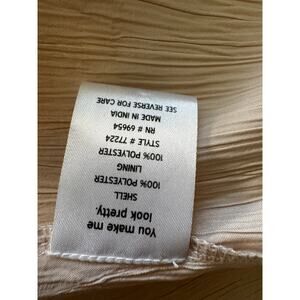 You make me
look pretty.
SHELL
100% POLYESTER
LINING
100% POLYESTER
STYLE # 77224
RN # 69654
MADE IN INDIA
SEE REVERSE FOR CARE